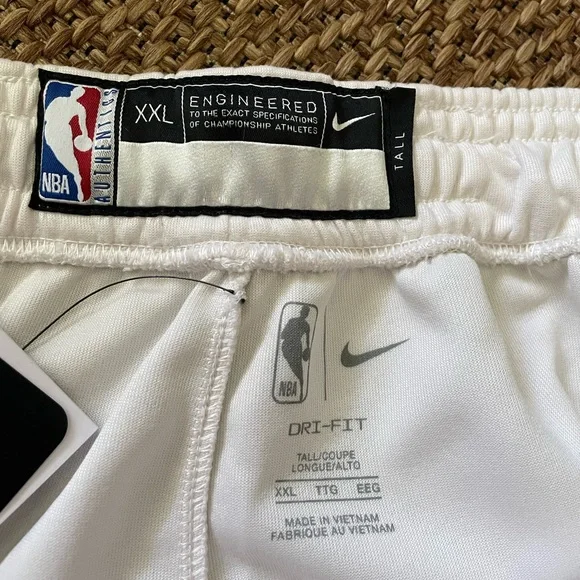 NBA
AUTHENTICS
XXL
ENGINEERED
TO THE EXACT SPECIFICATIONS
OF CHAMPIONSHIP ATHLETES
TALL
NBA
DRI-FIT
TALL/COUPE
LONGUE/ALTO
XXL TTG EEG
MADE IN VIETNAM
FABRIQUE AU VIETNAM